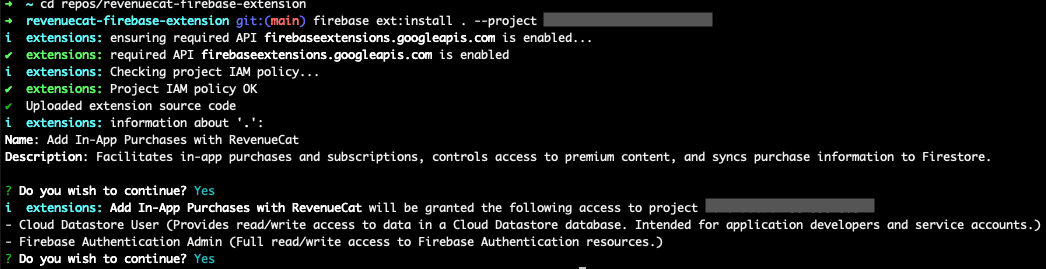 ➜ ~ cd repos/revenuecat-firebase-extension
➜ revenuecat-firebase-extension git:(main) firebase ext:install . --project
i extensions: ensuring required API firebaseextensions.googleapis.com is enabled...
✔ extensions: required API firebaseextensions.googleapis.com is enabled
i extensions: Checking project IAM policy...
✔ extensions: Project IAM policy OK
✔ Uploaded extension source code
i extensions: information about '.':
Name: Add In-App Purchases with RevenueCat
Description: Facilitates in-app purchases and subscriptions, controls access to premium content, and syncs purchase information to Firestore.
? Do you wish to continue? Yes
i extensions: Add In-App Purchases with RevenueCat will be granted the following access to project
- Cloud Datastore User (Provides read/write access to data in a Cloud Datastore database. Intended for application developers and service accounts.)
- Firebase Authentication Admin (Full read/write access to Firebase Authentication resources.)
? Do you wish to continue? Yes